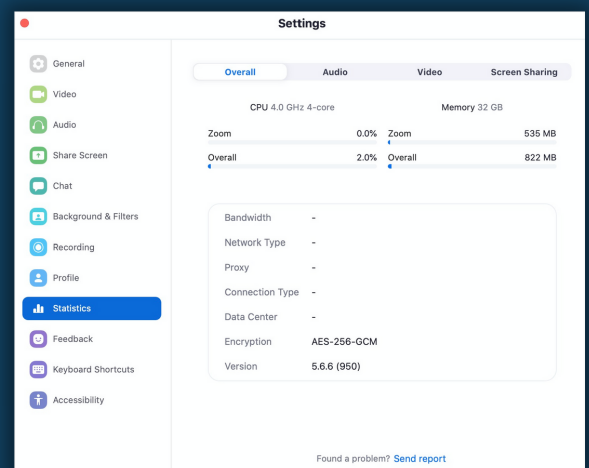 Settings
General
Video
Audio
Share Screen
Chat
Background & Filters
Recording
Profile
Statistics
Feedback
Keyboard Shortcuts
Accessibility
Overall Audio Video Screen Sharing
CPU 4.0 GHz 4-core Memory 32 GB
Zoom 0.0% Zoom 535 MB
Overall 2.0% Overall 822 MB
Bandwidth -
Network Type -
Proxy -
Connection Type -
Data Center -
Encryption AES-256-GCM
Version 5.6.6 (950)
Found a problem? Send report